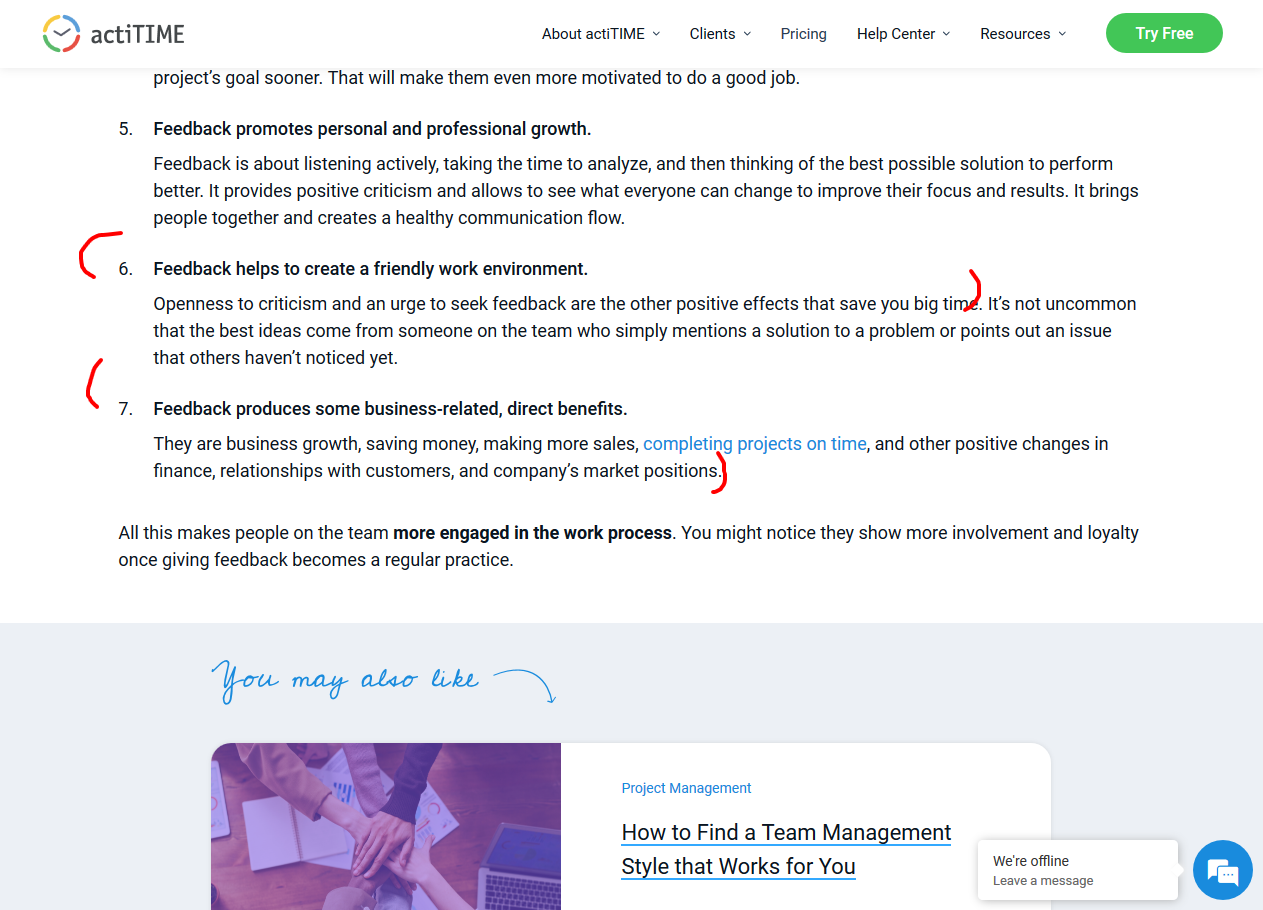 actiTIME
About actiTIME Clients Pricing Help Center Resources Try Free
project’s goal sooner. That will make them even more motivated to do a good job.
5. Feedback promotes personal and professional growth.
Feedback is about listening actively, taking the time to analyze, and then thinking of the best possible solution to perform
better. It provides positive criticism and allows to see what everyone can change to improve their focus and results. It brings
people together and creates a healthy communication flow.
6. Feedback helps to create a friendly work environment.
Openness to criticism and an urge to seek feedback are the other positive effects that save you big time. It’s not uncommon
that the best ideas come from someone on the team who simply mentions a solution to a problem or points out an issue
that others haven’t noticed yet.
7. Feedback produces some business-related, direct benefits.
They are business growth, saving money, making more sales, completing projects on time, and other positive changes in
finance, relationships with customers, and company’s market positions.
All this makes people on the team more engaged in the work process. You might notice they show more involvement and loyalty
once giving feedback becomes a regular practice.
You may also like
Project Management
How to Find a Team Management
Style that Works for You
We're offline
Leave a message